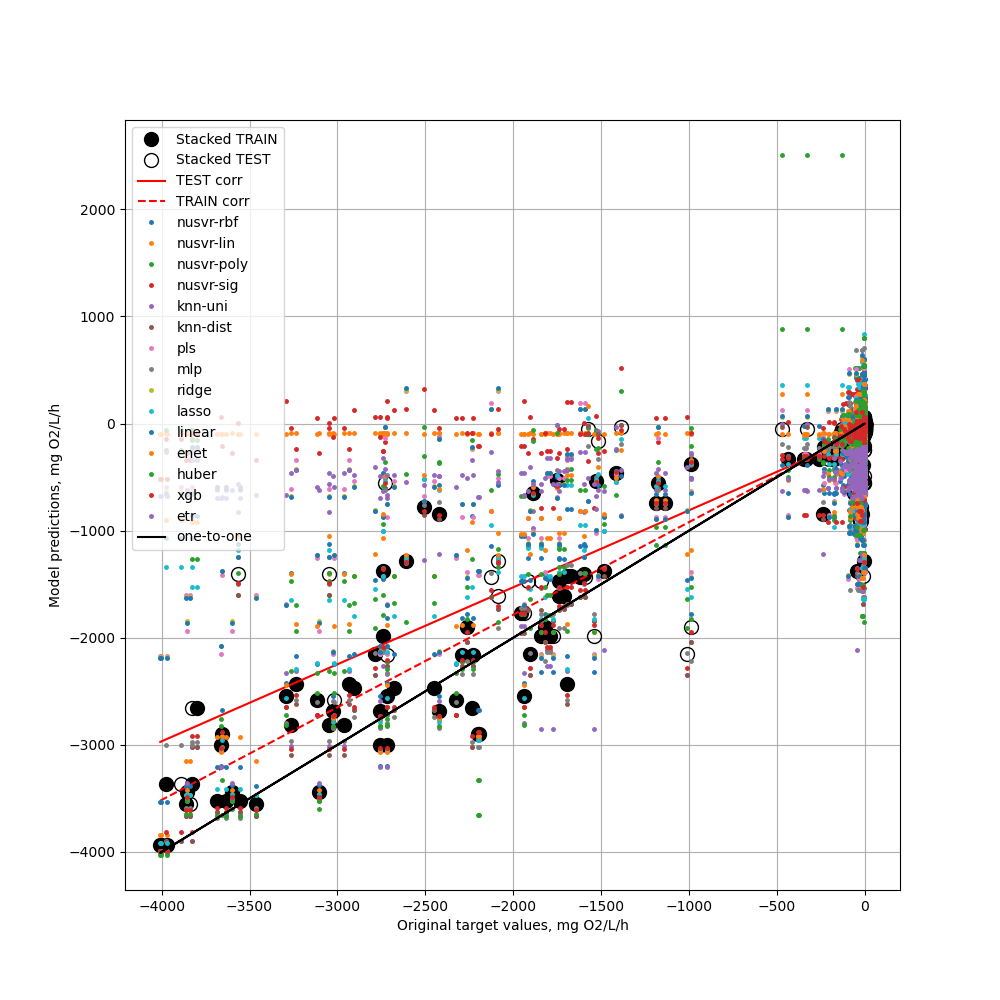 Stacked TRAIN
Stacked TEST
TEST corr
TRAIN corr
nusvr-rbf
nusvr-lin
nusvr-poly
nusvr-sig
knn-uni
knn-dist
pls
mlp
ridge
lasso
linear
enet
huber
xgb
etr
one-to-one
2000
1000
0
−1000
−2000
−3000
−4000
Model predictions, mg O2/L/h
−4000 −3500 −3000 −2500 −2000 −1500 −1000 −500 0
Original target values, mg O2/L/h